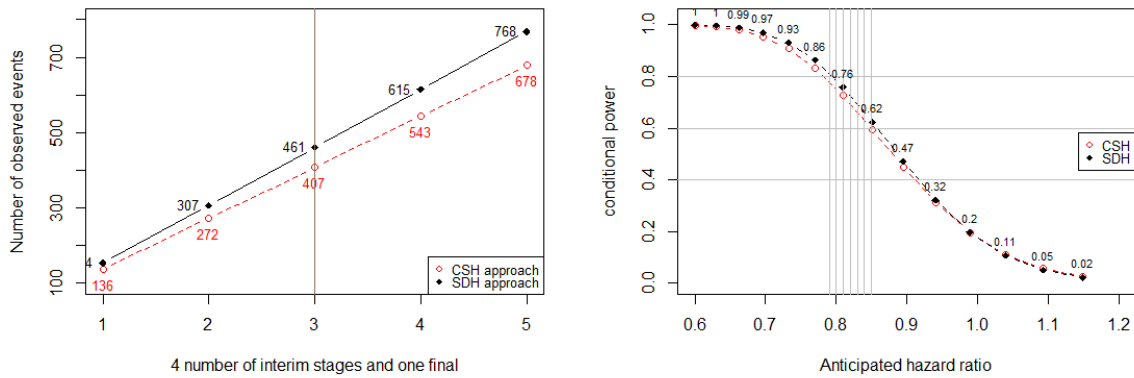 Number of observed events
700
500
300
100
768
615
678
461
543
307
407
272
4
136
CSH approach
SDH approach
1 2 3 4 5
4 number of interim stages and one final
conditional power
1.0
0.8
0.6
0.4
0.2
0.0
1 1 0.99 0.97
0.93
0.86
0.76
0.62
0.47
0.32
0.2
0.11
0.05
0.02
CSH
SDH
0.6 0.7 0.8 0.9 1.0 1.1 1.2
Anticipated hazard ratio